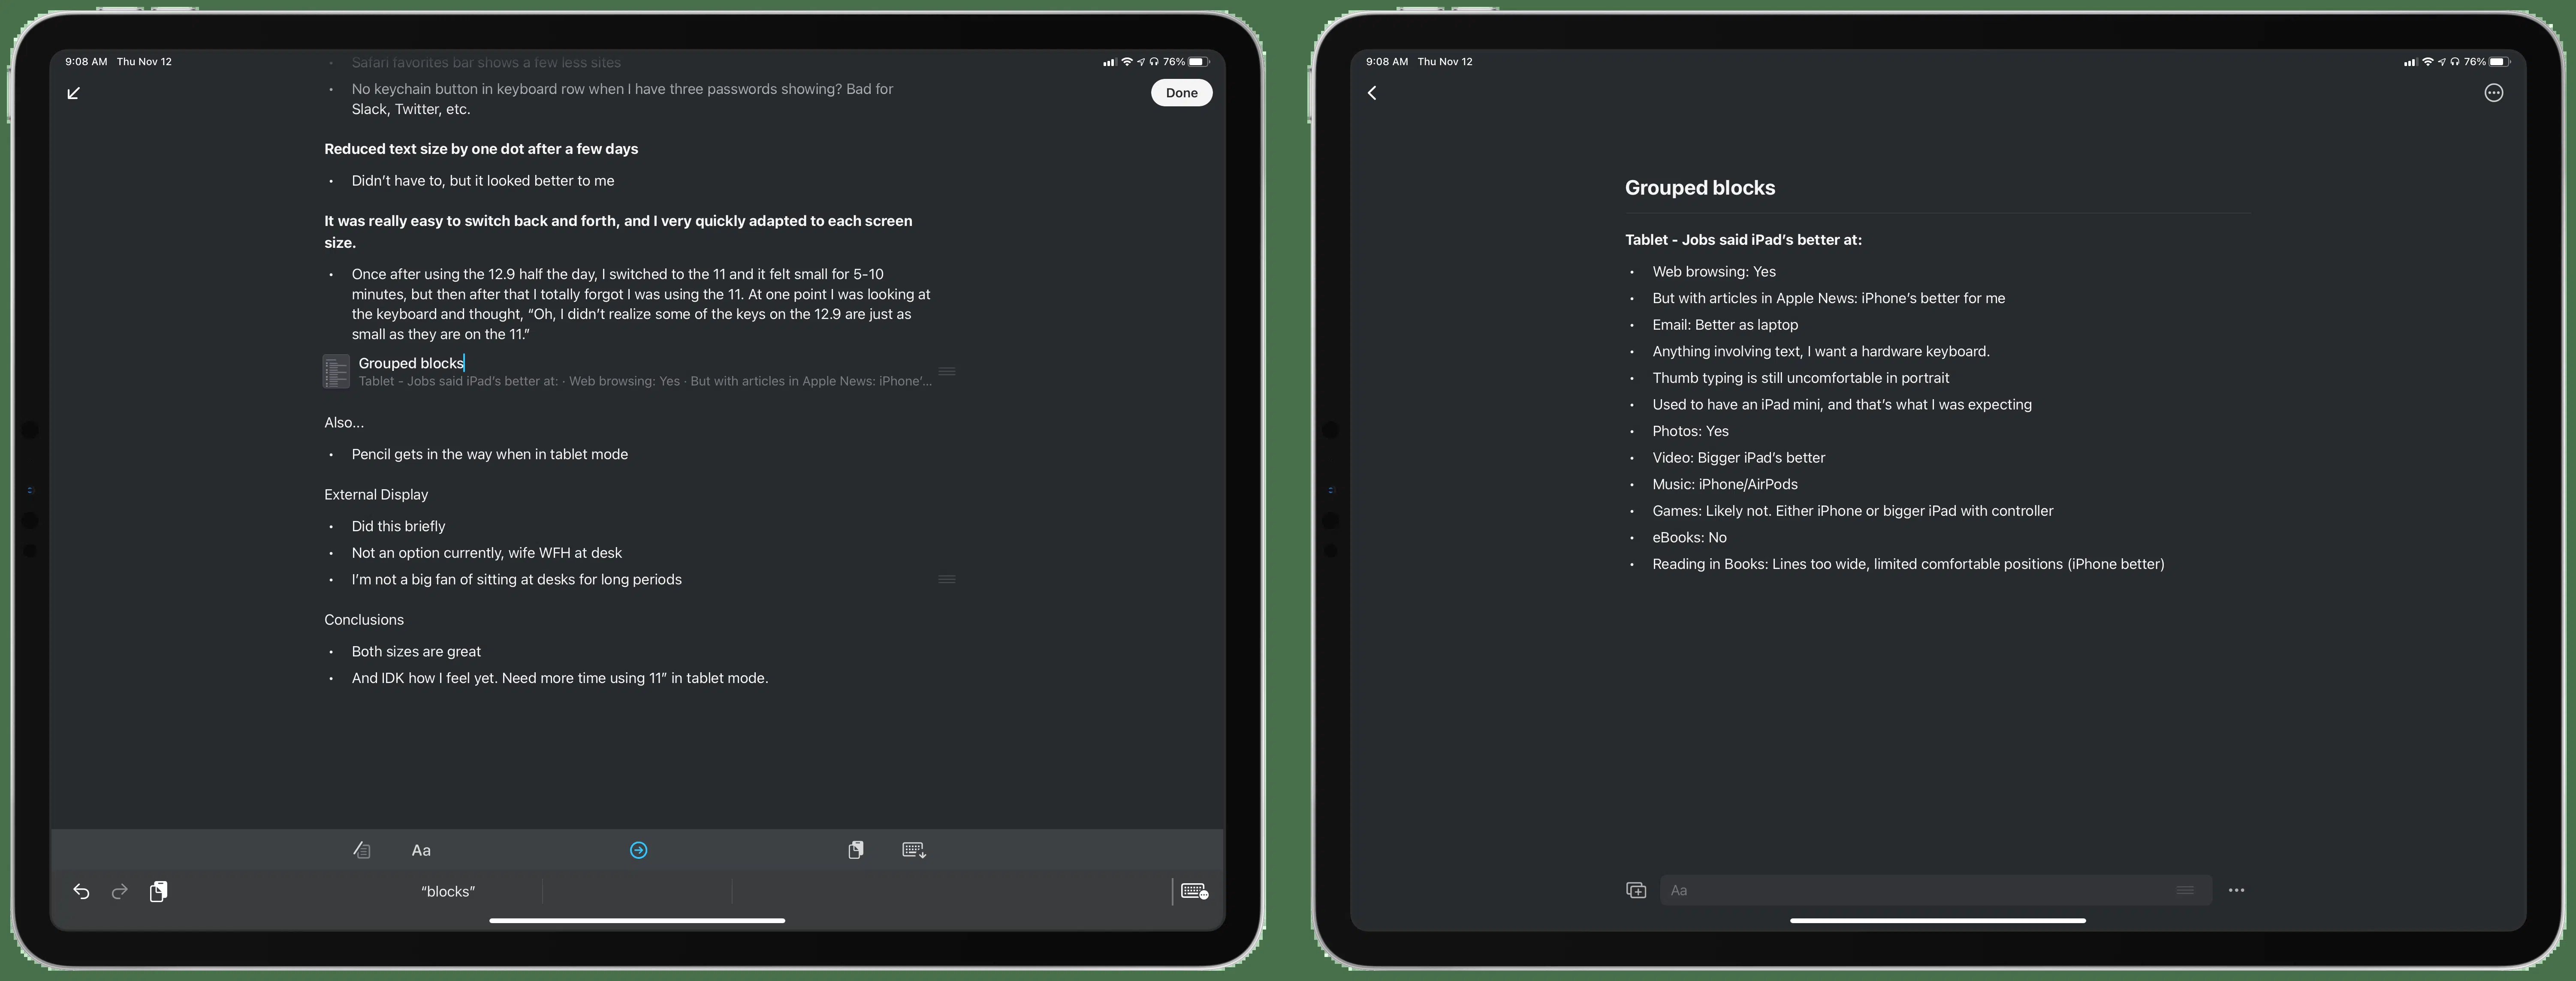 9:08 AM Thu Nov 12
76%
Safari favorites bar shows a few less sites
• No keychain button in keyboard row when I have three passwords showing? Bad for
Slack, Twitter, etc.
Done
Reduced text size by one dot after a few days
• Didn’t have to, but it looked better to me
It was really easy to switch back and forth, and I very quickly adapted to each screen
size.
• Once after using the 12.9 half the day, I switched to the 11 and it felt small for 5-10
minutes, but then after that I totally forgot I was using the 11. At one point I was looking at
the keyboard and thought, “Oh, I didn’t realize some of the keys on the 12.9 are just as
small as they are on the 11.”
Grouped blocks
Tablet - Jobs said iPad’s better at: · Web browsing: Yes · But with articles in Apple News: iPhone’...
Also...
• Pencil gets in the way when in tablet mode
External Display
• Did this briefly
• Not an option currently, wife WFH at desk
• I’m not a big fan of sitting at desks for long periods
Conclusions
• Both sizes are great
• And IDK how I feel yet. Need more time using 11” in tablet mode.
Aa
“blocks”
9:08 AM Thu Nov 12
76%
Grouped blocks
Tablet - Jobs said iPad’s better at:
• Web browsing: Yes
• But with articles in Apple News: iPhone’s better for me
• Email: Better as laptop
• Anything involving text, I want a hardware keyboard.
• Thumb typing is still uncomfortable in portrait
• Used to have an iPad mini, and that’s what I was expecting
• Photos: Yes
• Video: Bigger iPad’s better
• Music: iPhone/AirPods
• Games: Likely not. Either iPhone or bigger iPad with controller
• eBooks: No
• Reading in Books: Lines too wide, limited comfortable positions (iPhone better)
Aa